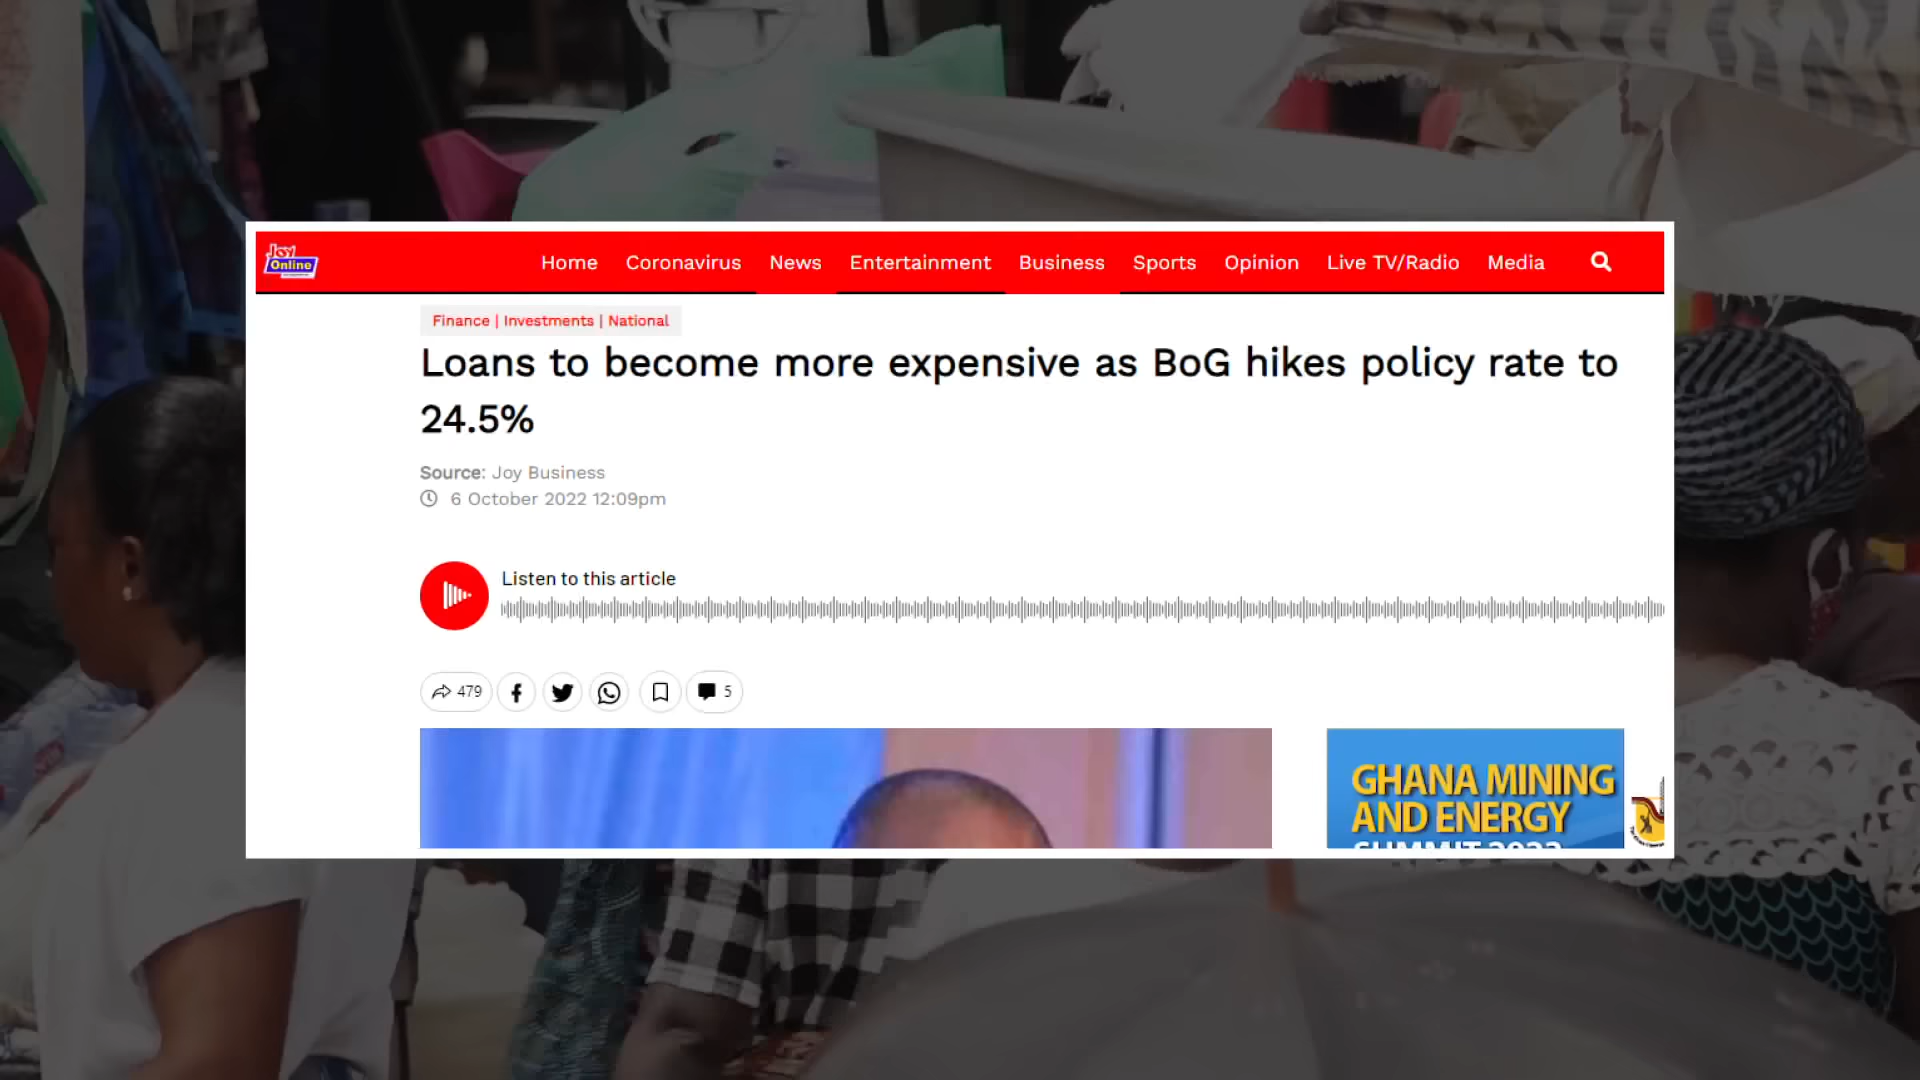 Joy
Online
Home Coronavirus News Entertainment Business Sports Opinion Live TV/Radio Media
Finance | Investments | National
Loans to become more expensive as BoG hikes policy rate to
24.5%
Source: Joy Business
6 October 2022 12:09pm
Listen to this article
479
5
GHANA MINING
AND ENERGY